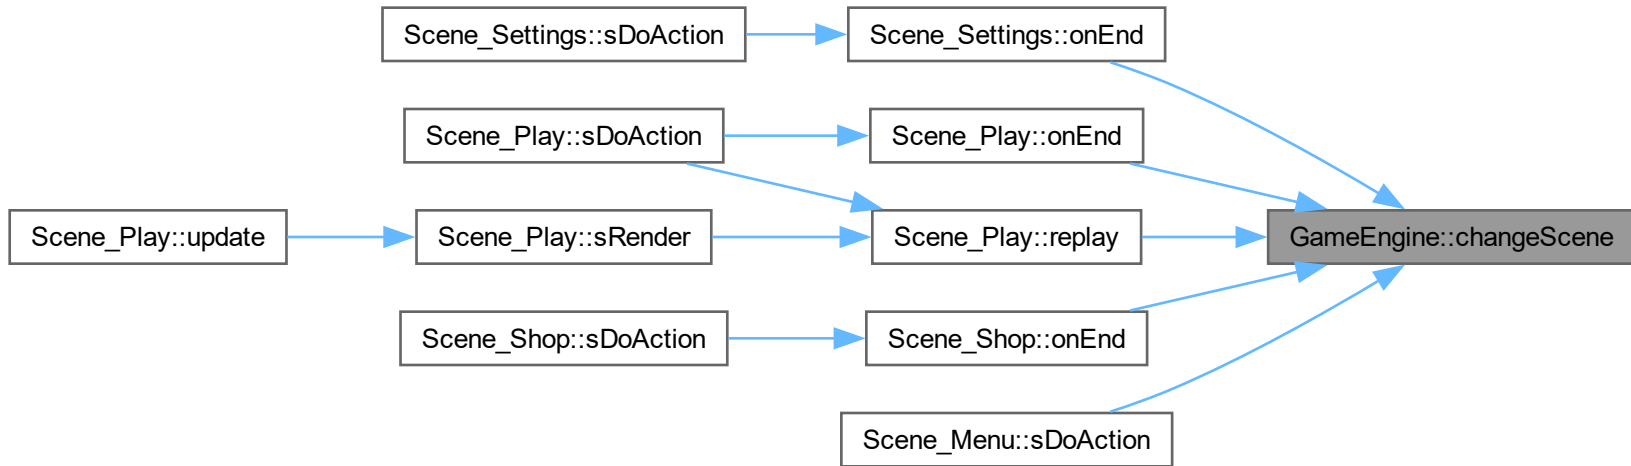 Scene_Settings::sDoAction
Scene_Settings::onEnd
Scene_Play::sDoAction
Scene_Play::onEnd
Scene_Play::update
Scene_Play::sRender
Scene_Play::replay
GameEngine::changeScene
Scene_Shop::sDoAction
Scene_Shop::onEnd
Scene_Menu::sDoAction